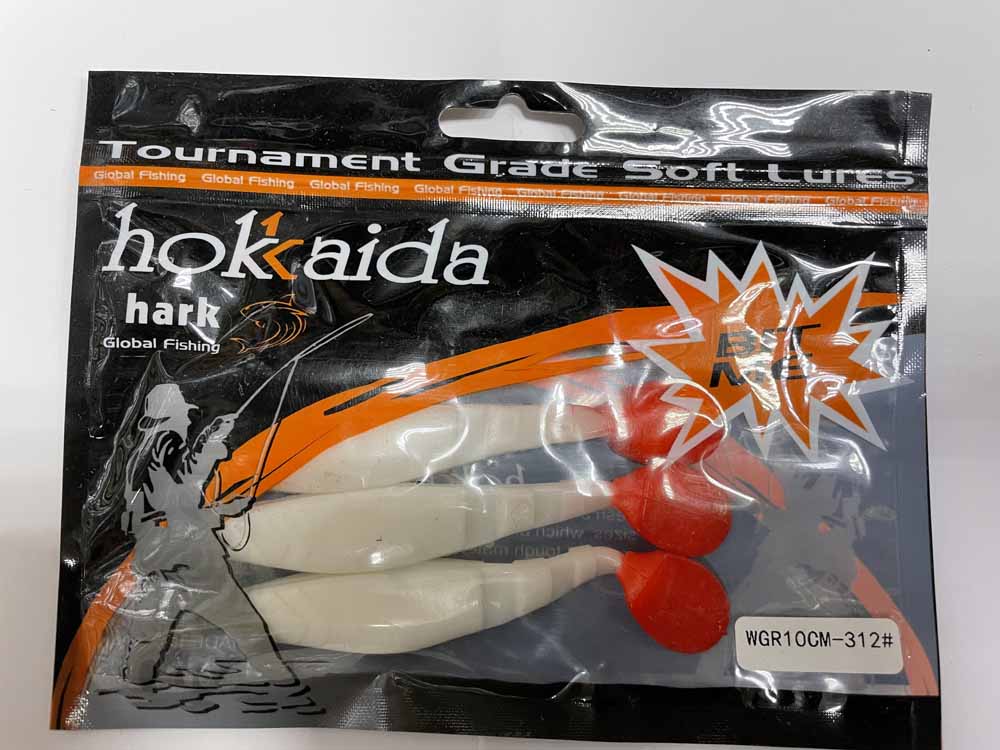 Tournament Grade Soft Lures
Global Fishing Global Fishing Global Fishing Global Fishing Global Fishing Global Fishing Global Fishing Global Fishing
hokkaida
hark
Global Fishing
ME
WGR10CM-312#